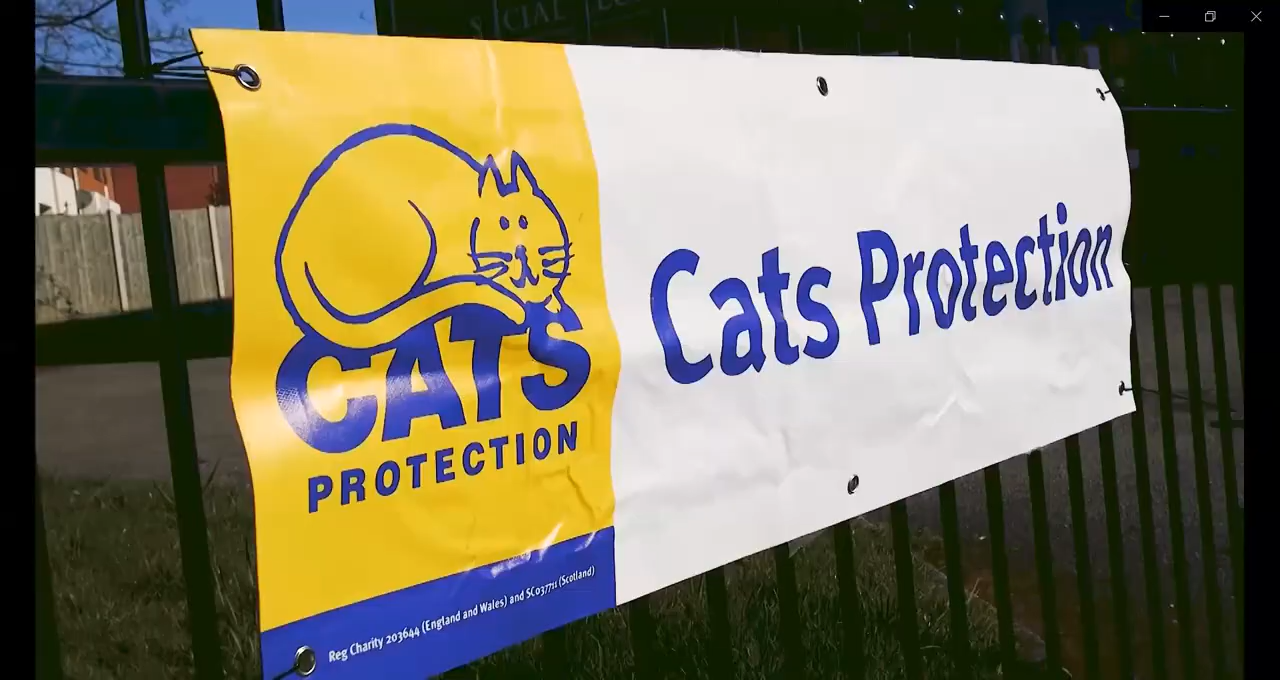 CATS
PROTECTION
Reg Charity 203644 (England and Wales) and SC037711 (Scotland)
Cats Protection